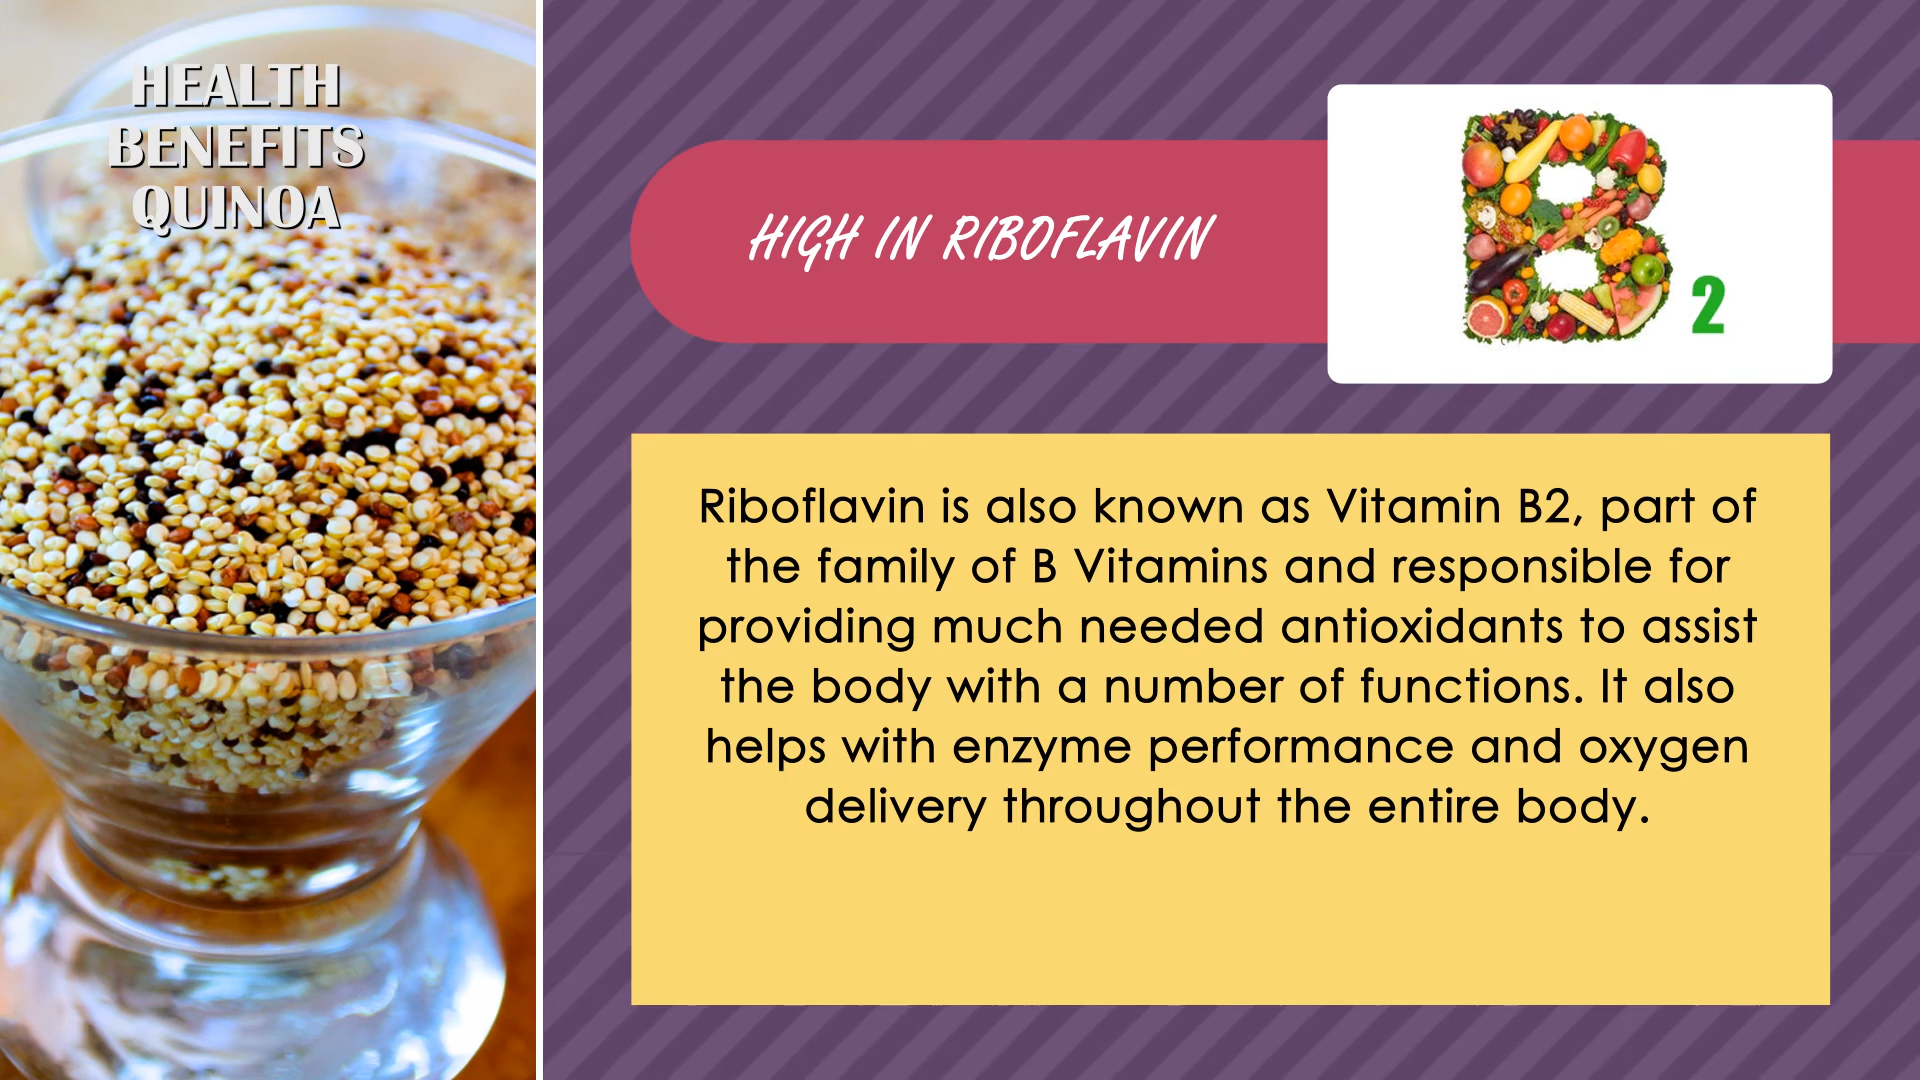 HEALTH
BENEFITS
QUINOA
HIGH IN RIBOFLAVIN
B
2
Riboflavin is also known as Vitamin B2, part of
the family of B Vitamins and responsible for
providing much needed antioxidants to assist
the body with a number of functions. It also
helps with enzyme performance and oxygen
delivery throughout the entire body.